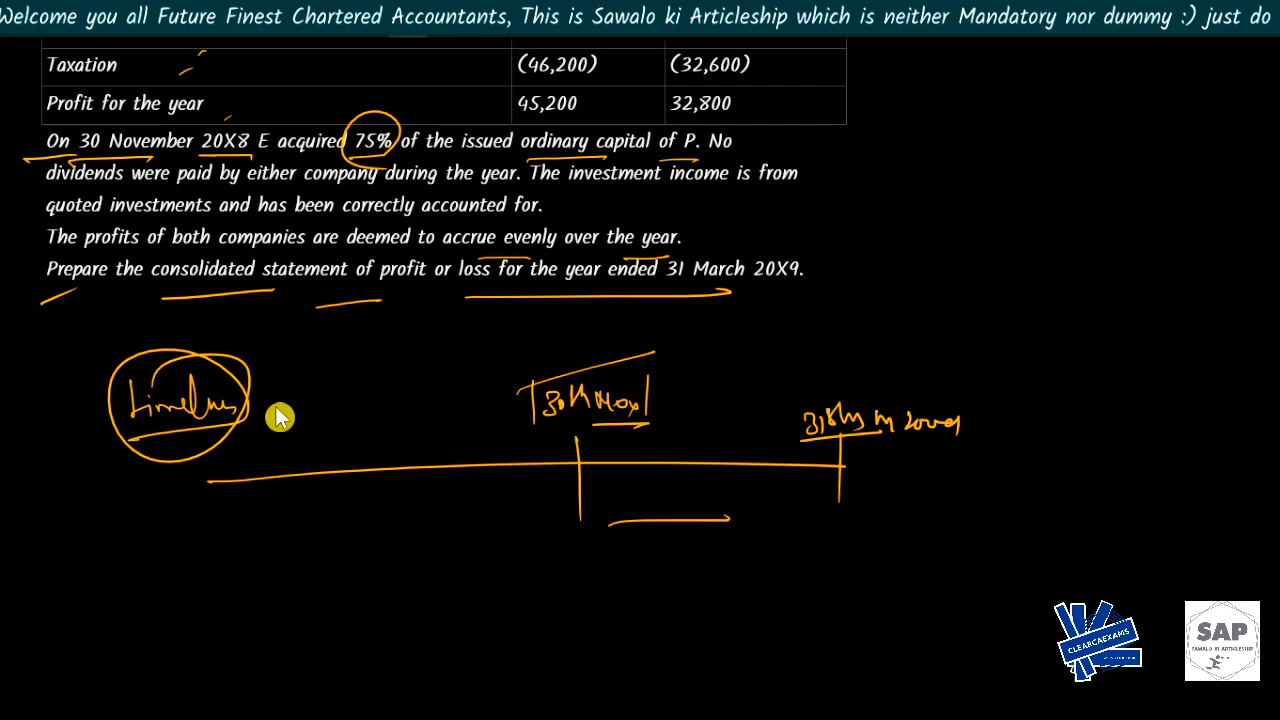 Welcome you all Future Finest Chartered Accountants, This is Sawalo ki Articleship which is neither Mandatory nor dummy :) just do
Taxation (46,200) (32,600)
Profit for the year 45,200 32,800
On 30 November 20X8 E acquired 75% of the issued ordinary capital of P. No
dividends were paid by either company during the year. The investment income is from
quoted investments and has been correctly accounted for.
The profits of both companies are deemed to accrue evenly over the year.
Prepare the consolidated statement of profit or loss for the year ended 31 March 20X9.
30th Nov
CLEARCAEXAMS
SAP
SAWALO KI ARTICLESHIP